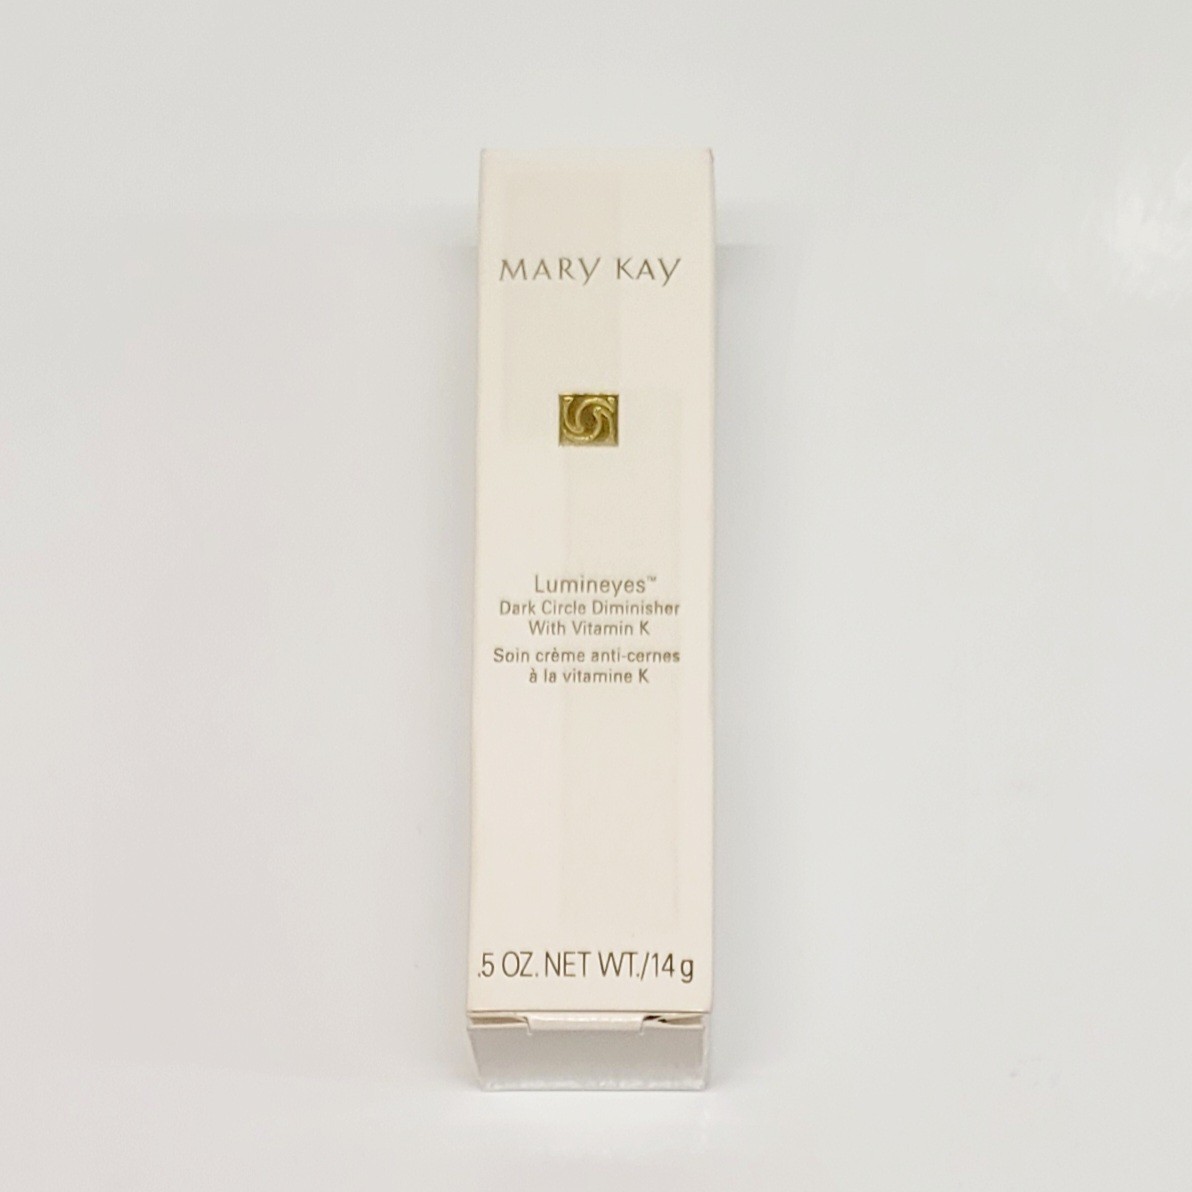 MARY KAY
Lumineyes™
Dark Circle Diminisher
With Vitamin K
Soin crème anti-cernes
à la vitamine K
.5 OZ. NET WT./14 g